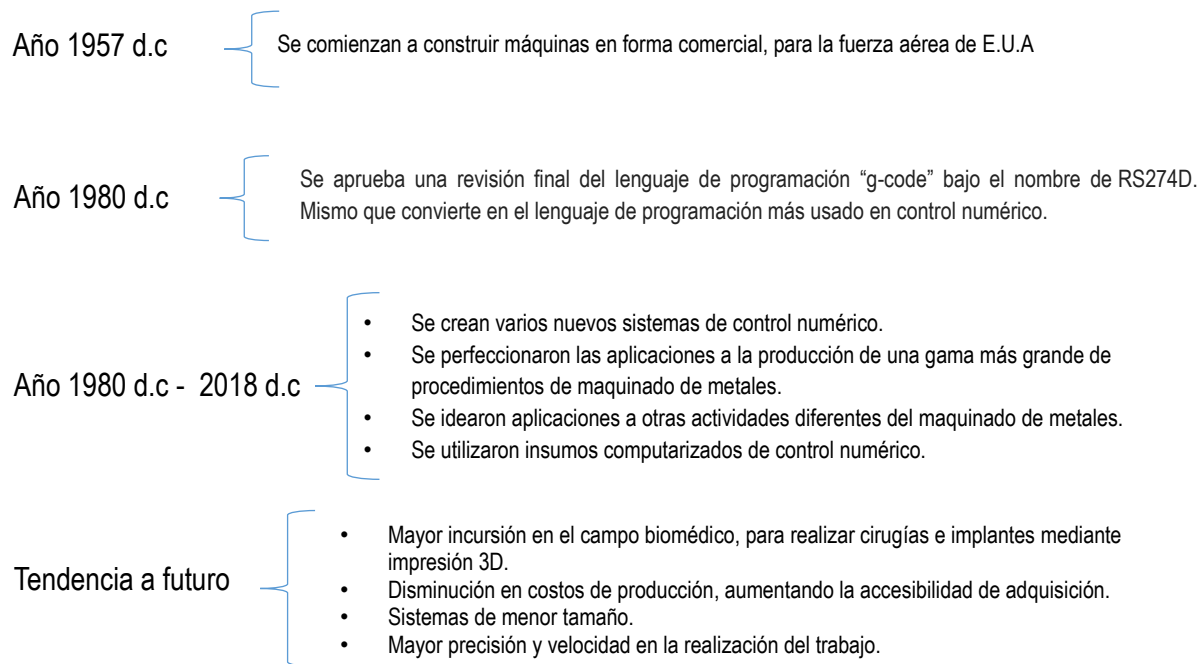 Año 1957 d.c
Se comienzan a construir máquinas en forma comercial, para la fuerza aérea de E.U.A
Año 1980 d.c
Se aprueba una revisión final del lenguaje de programación “g-code” bajo el nombre de RS274D.
Mismo que convierte en el lenguaje de programación más usado en control numérico.
Año 1980 d.c - 2018 d.c
• Se crean varios nuevos sistemas de control numérico.
• Se perfeccionaron las aplicaciones a la producción de una gama más grande de
procedimientos de maquinado de metales.
• Se idearon aplicaciones a otras actividades diferentes del maquinado de metales.
• Se utilizaron insumos computarizados de control numérico.
Tendencia a futuro
• Mayor incursión en el campo biomédico, para realizar cirugías e implantes mediante
impresión 3D.
• Disminución en costos de producción, aumentando la accesibilidad de adquisición.
• Sistemas de menor tamaño.
• Mayor precisión y velocidad en la realización del trabajo.